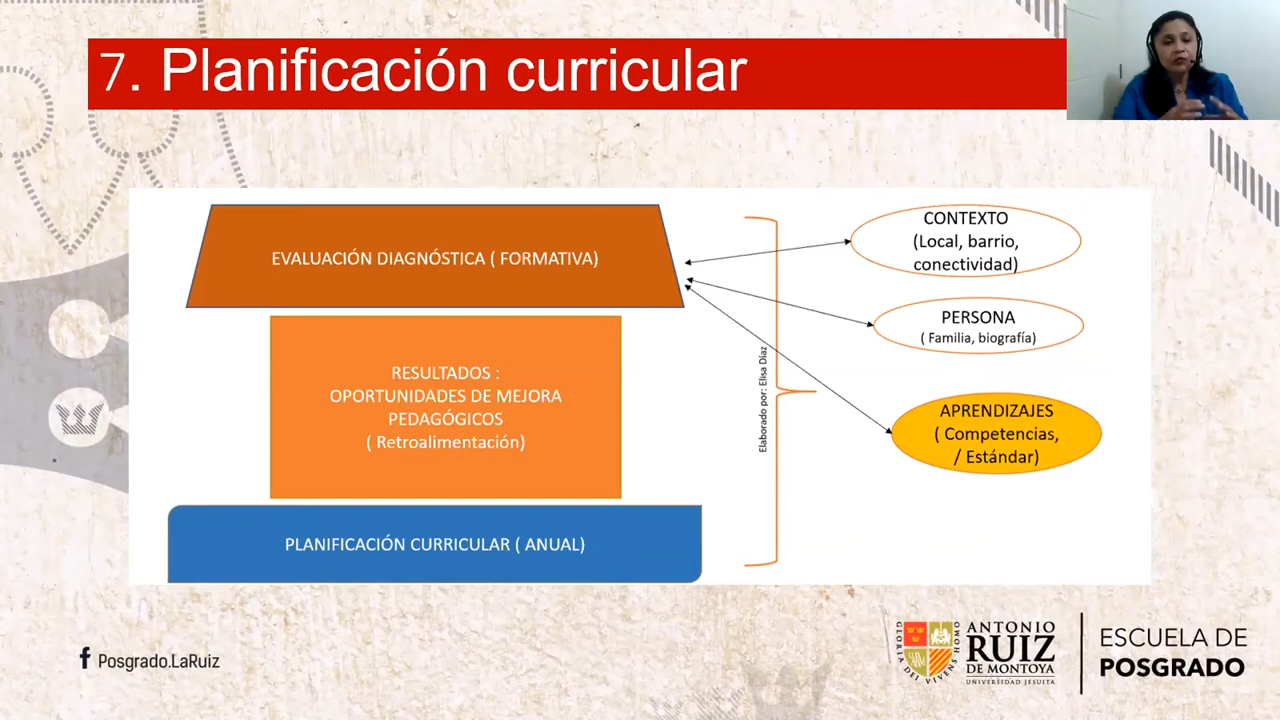 7. Planificación curricular
EVALUACIÓN DIAGNÓSTICA ( FORMATIVA)
RESULTADOS :
OPORTUNIDADES DE MEJORA
PEDAGÓGICOS
( Retroalimentación)
PLANIFICACIÓN CURRICULAR ( ANUAL)
Elaborado por: Elisa Díaz
CONTEXTO
(Local, barrio,
conectividad)
PERSONA
( Familia, biografía)
APRENDIZAJES
( Competencias,
/ Estándar)
f Posgrado.LaRuiz
GLORIA DEI VIVENS HOMO
ANTONIO
RUIZ
DE MONTOYA
UNIVERSIDAD JESUITA
ESCUELA DE
POSGRADO